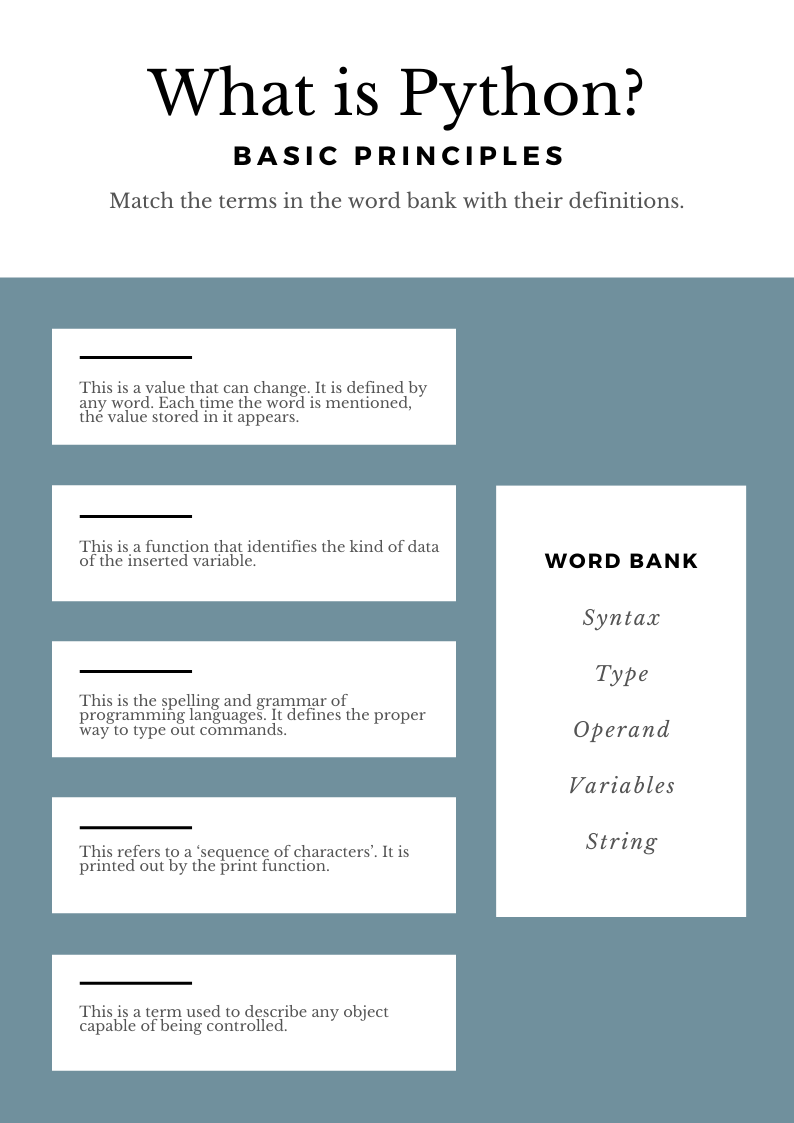 What is Python?
BASIC PRINCIPLES
Match the terms in the word bank with their definitions.
This is a value that can change. It is defined by
any word. Each time the word is mentioned,
the value stored in it appears.
This is a function that identifies the kind of data
of the inserted variable.
This is the spelling and grammar of
programming languages. It defines the proper
way to type out commands.
This refers to a ‘sequence of characters’. It is
printed out by the print function.
This is a term used to describe any object
capable of being controlled.
WORD BANK
Syntax
Type
Operand
Variables
String